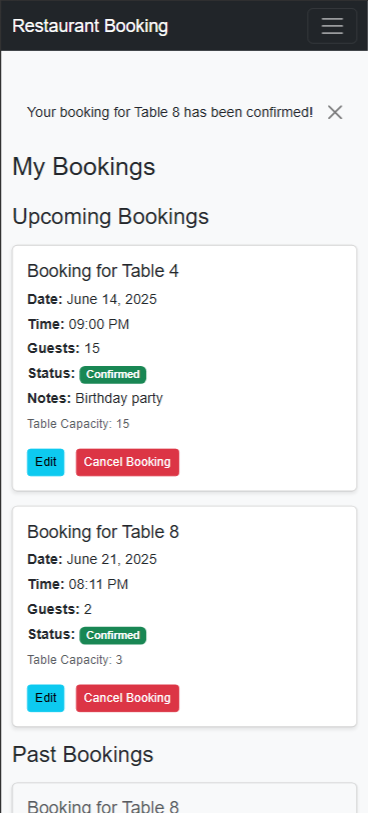 Restaurant Booking
Your booking for Table 8 has been confirmed!
My Bookings
Upcoming Bookings
Booking for Table 4
Date: June 14, 2025
Time: 09:00 PM
Guests: 15
Status: Confirmed
Notes: Birthday party
Table Capacity: 15
Edit Cancel Booking
Booking for Table 8
Date: June 21, 2025
Time: 08:11 PM
Guests: 2
Status: Confirmed
Table Capacity: 3
Edit Cancel Booking
Past Bookings
Booking for Table 8